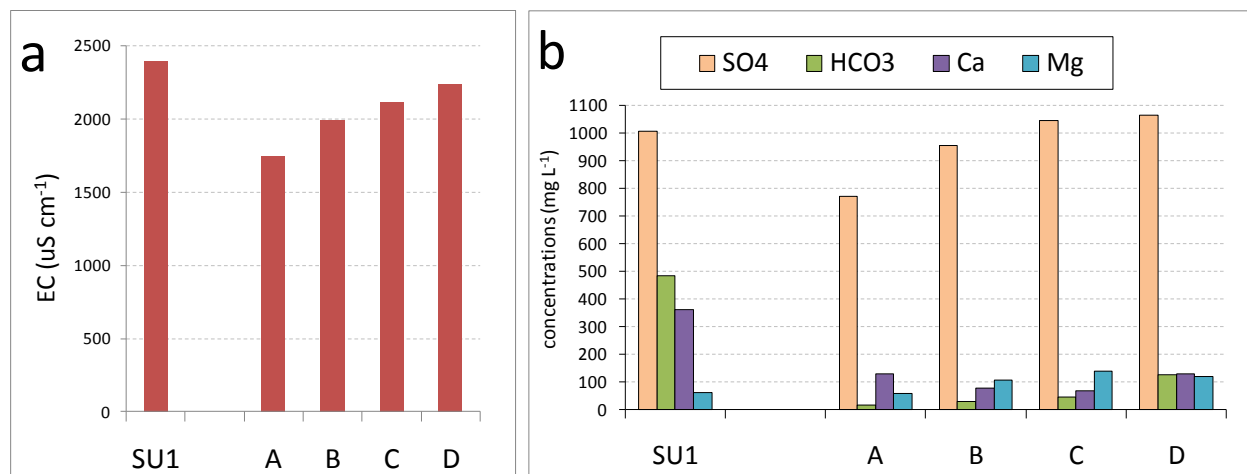 a
2500
2000
1500
1000
500
0
EC (uS cm-1)
SU1 A B C D
b
SO4 HCO3 Ca Mg
1100
1000
900
800
700
600
500
400
300
200
100
0
concentrations (mg L-1)
SU1 A B C D